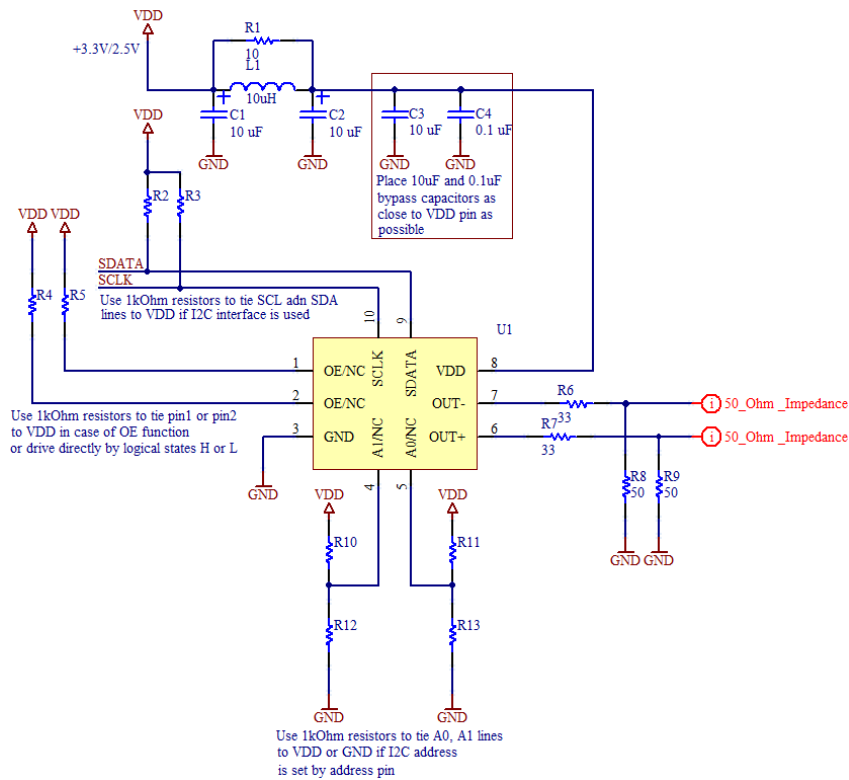 VDD
R1
+3.3V/2.5V
10
L1
10uH
C1
10 uF
C2
10 uF
C3
10 uF
C4
0.1 uF
GND
GND
GND
GND
VDD
Place 10uF and 0.1uF
bypass capacitors as
close to VDD pin as
possible
R2
R3
VDD
VDD
SDATA
SCLK
R4
R5
Use 1kOhm resistors to tie SCL adn SDA
lines to VDD if I2C interface is used
10
9
U1
1
OE/NC
SCLK
SDATA
VDD
8
2
OE/NC
OUT-
7
R6
33
50_Ohm _Impedance
Use 1kOhm resistors to tie pin1 or pin2
to VDD in case of OE function
or drive directly by logical states H or L
3
GND
A1/NC
A0/NC
OUT+
6
R7
33
50_Ohm _Impedance
GND
4
5
R8
50
R9
50
VDD
VDD
GND
GND
R10
R11
R12
R13
GND
GND
Use 1kOhm resistors to tie A0, A1 lines
to VDD or GND if I2C address
is set by address pin